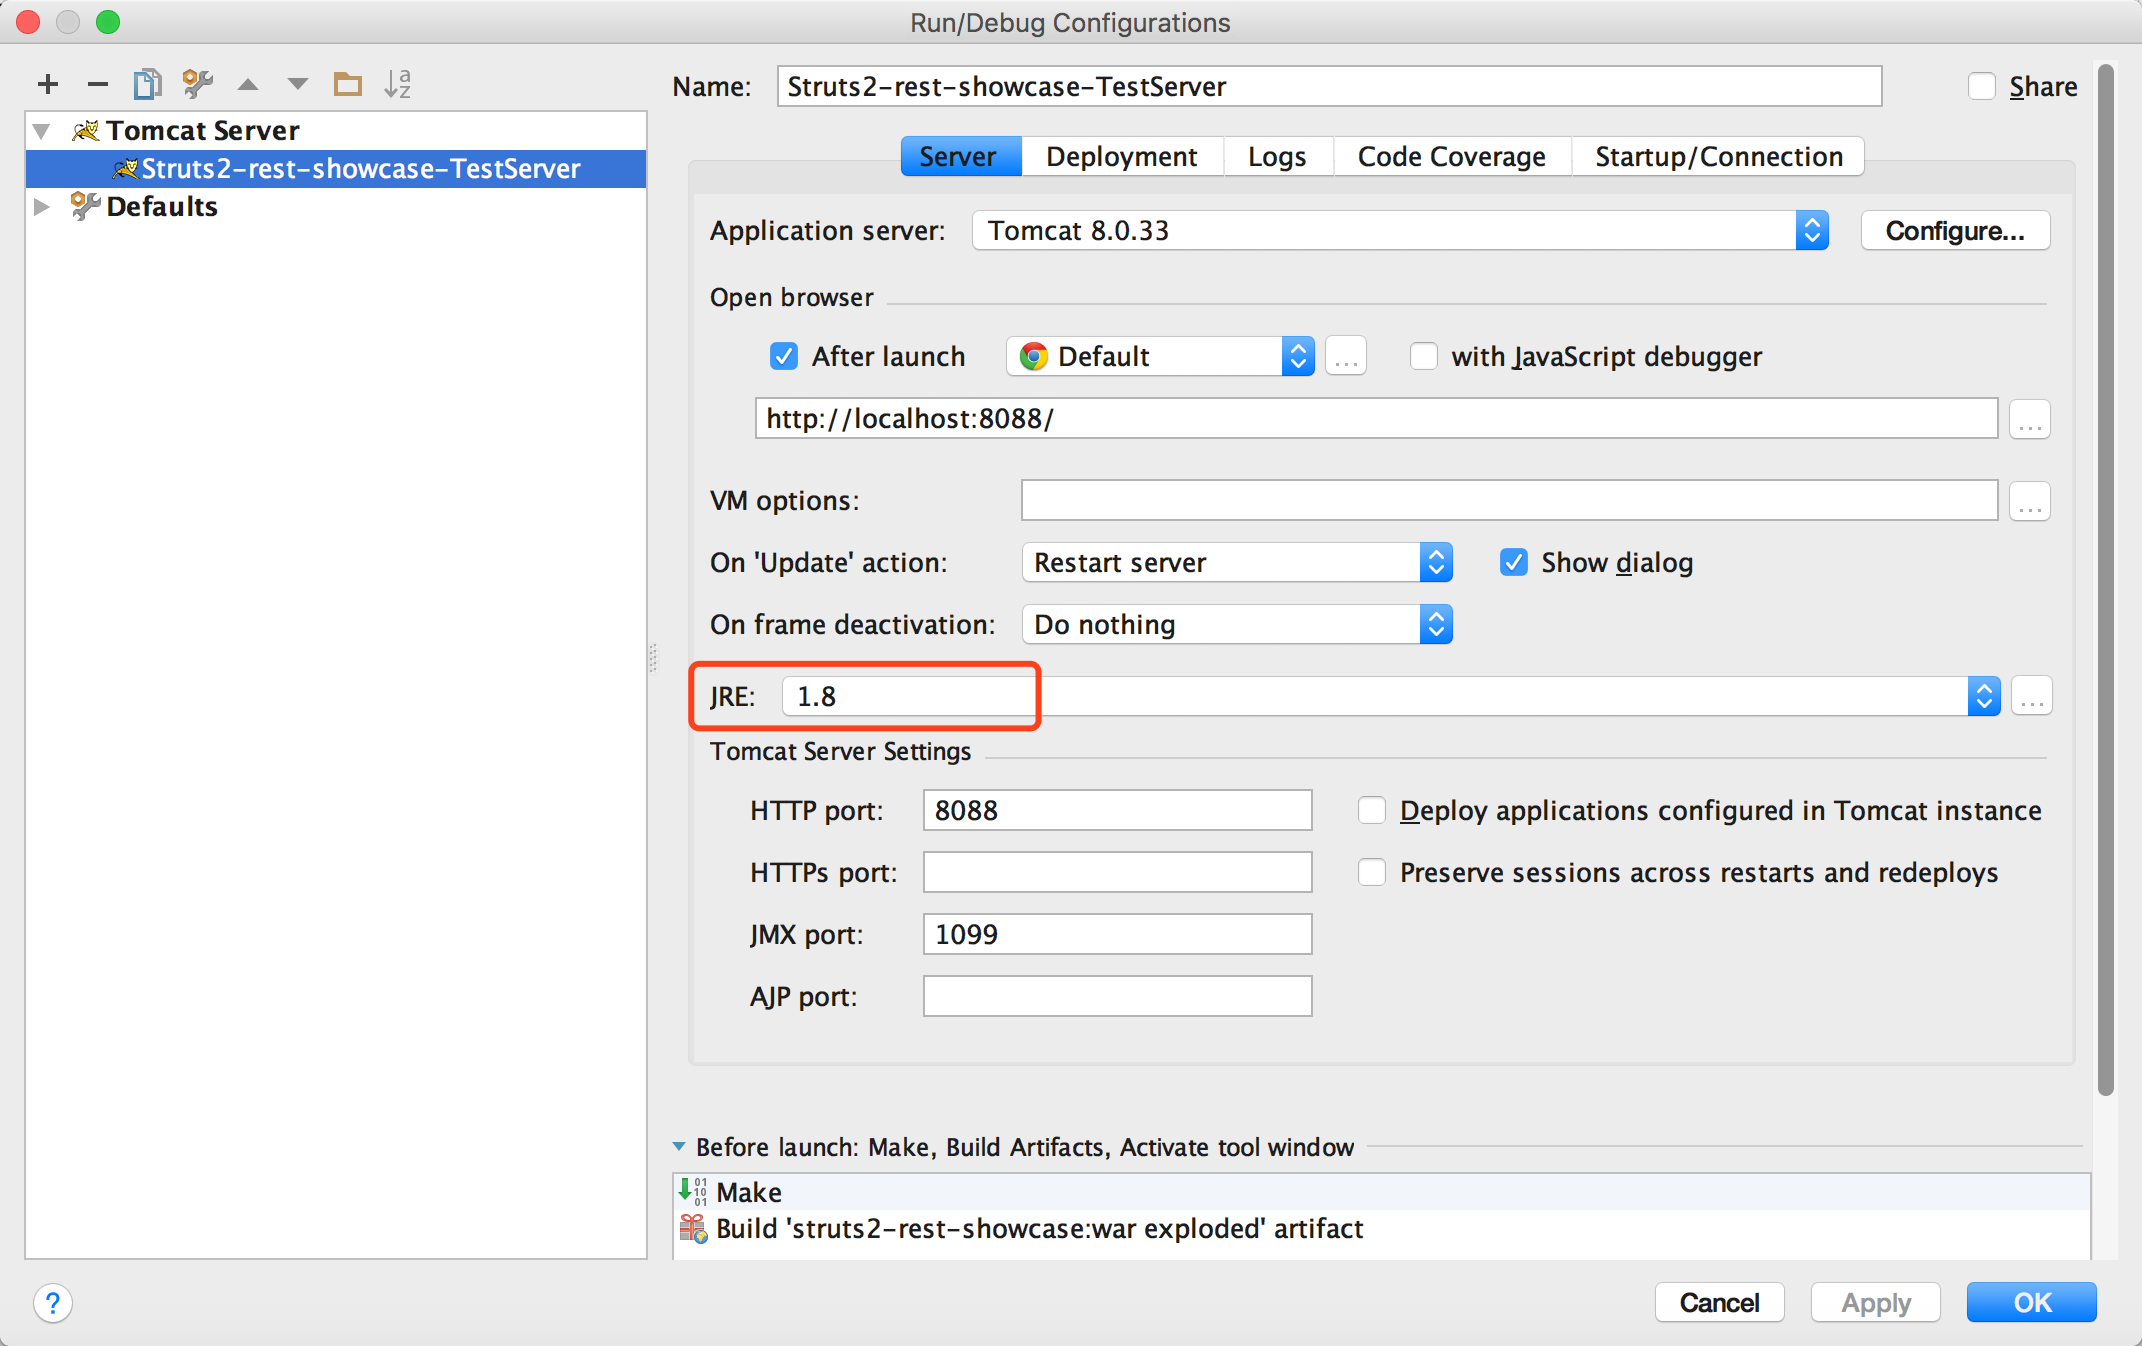 Run/Debug Configurations
Name: Struts2-rest-showcase-TestServer Share
Tomcat Server
Struts2-rest-showcase-TestServer
Defaults
Server Deployment Logs Code Coverage Startup/Connection
Application server: Tomcat 8.0.33 Configure...
Open browser
After launch Default ... with JavaScript debugger
http://localhost:8088/ ...
VM options: ...
On 'Update' action: Restart server Show dialog
On frame deactivation: Do nothing
JRE: 1.8 ...
Tomcat Server Settings
HTTP port: 8088 Deploy applications configured in Tomcat instance
HTTPs port: Preserve sessions across restarts and redeploys
JMX port: 1099
AJP port:
Before launch: Make, Build Artifacts, Activate tool window
Make
Build 'struts2-rest-showcase:war exploded' artifact
? Cancel Apply OK